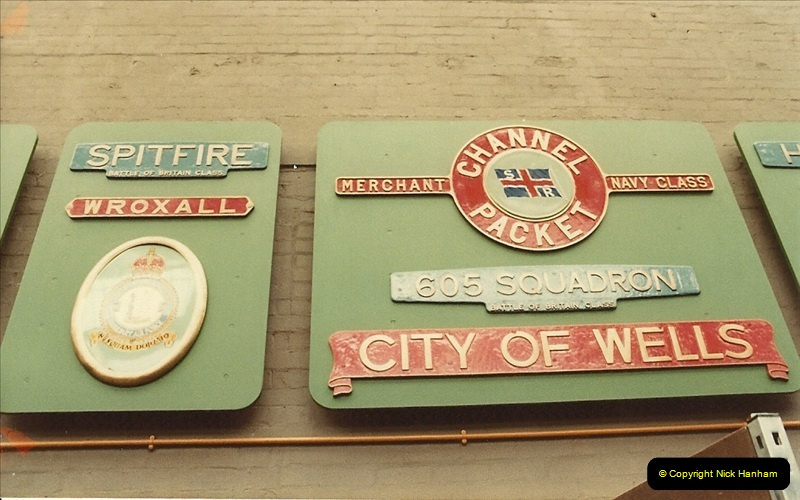 SPITFIRE
BATTLE OF BRITAIN CLASS
WROXALL
CHANNEL
MERCHANT
NAVY CLASS
S R
PACKET
605 SQUADRON
BATTLE OF BRITAIN CLASS
CITY OF WELLS
H
© Copyright Nick Hanham